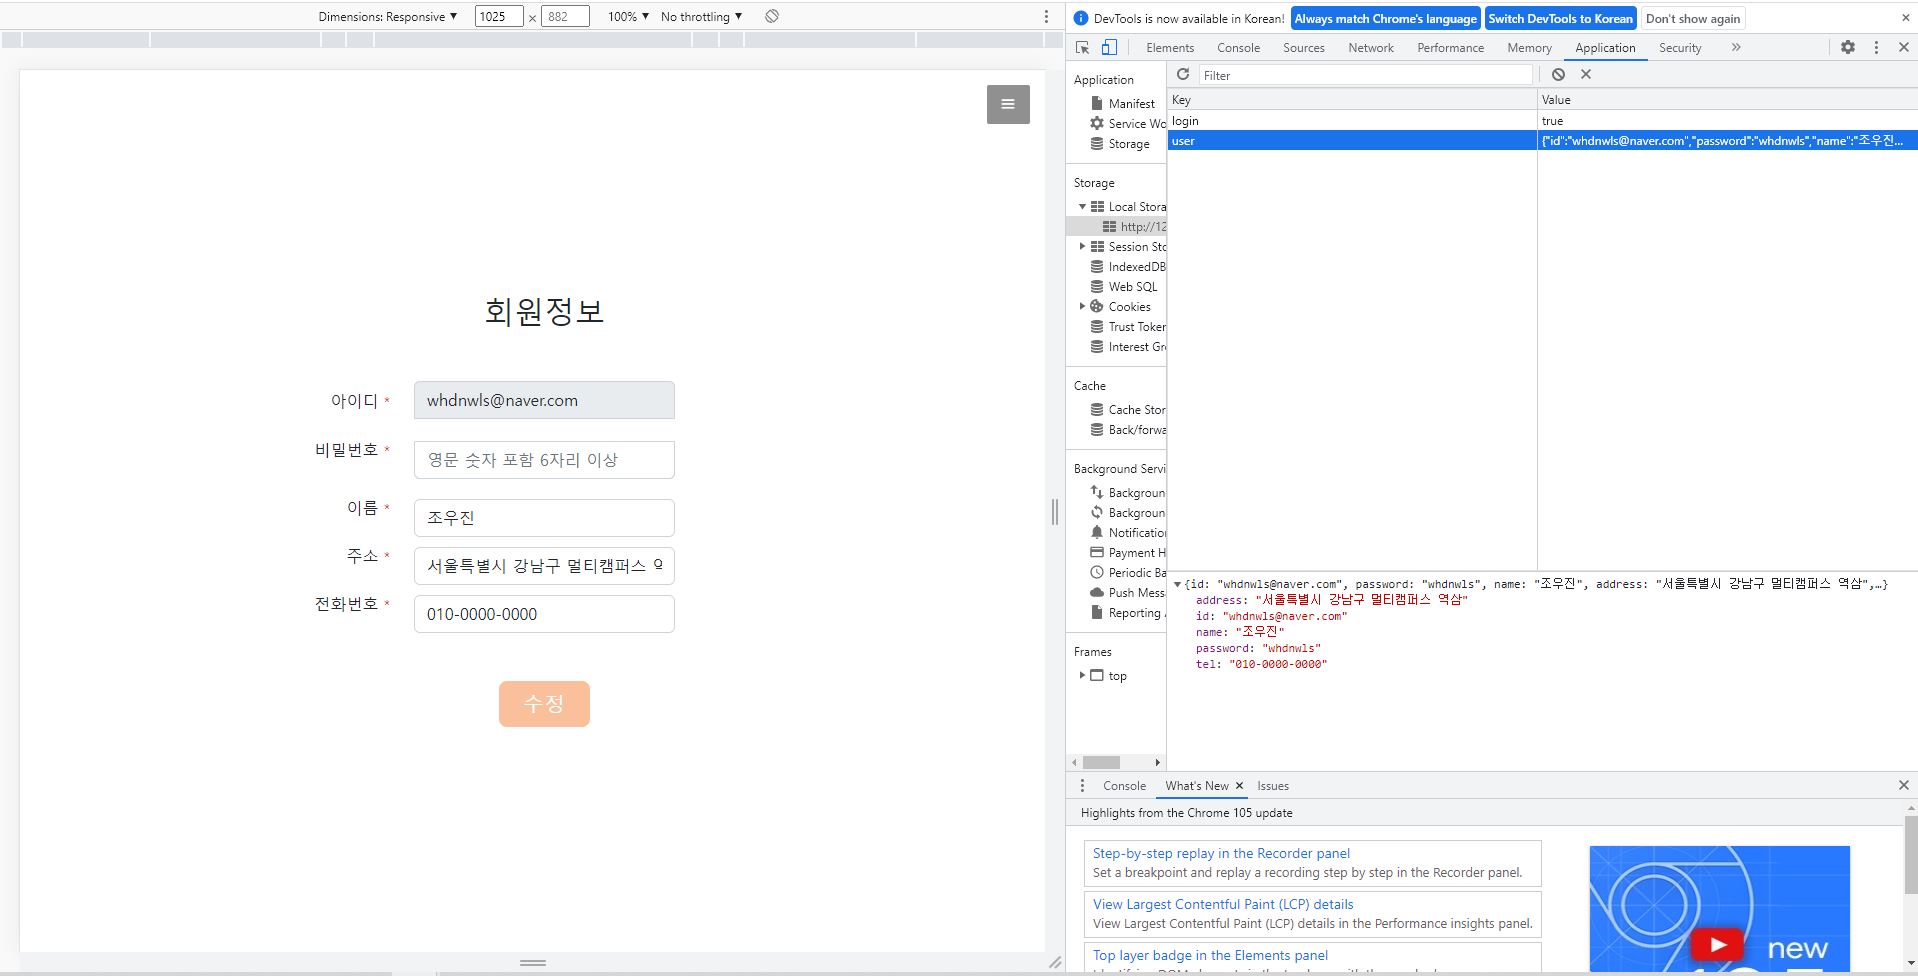 Dimensions: Responsive ▼ 1025 × 882 100% ▼ No throttling ▼
회원정보
아이디 * whdnwls@naver.com
비밀번호 * 영문 숫자 포함 6자리 이상
이름 * 조우진
주소 * 서울특별시 강남구 멀티캠퍼스
전화번호 * 010-0000-0000
수정
DevTools is now available in Korean! Always match Chrome's language Switch DevTools to Korean Don't show again ×
Elements Console Sources Network Performance Memory Application Security »
Application
Manifest
Service Wo
Storage
Storage
Local Stora
http://12
Session Sto
IndexedDB
Web SQL
Cookies
Trust Token
Interest Gr
Cache
Cache Stor
Back/forwa
Background Servi
Backgroun
Backgroun
Notification
Payment H
Periodic Ba
Push Mess
Reporting
Frames
top
Filter
Key Value
login true
user {"id":"whdnwls@naver.com","password":"whdnwls","name":"조우진...
{id: "whdnwls@naver.com", password: "whdnwls", name: "조우진", address: "서울특별시 강남구 멀티캠퍼스 역삼",…}
address: "서울특별시 강남구 멀티캠퍼스 역삼"
id: "whdnwls@naver.com"
name: "조우진"
password: "whdnwls"
tel: "010-0000-0000"
Console What's New × Issues
Highlights from the Chrome 105 update
Step-by-step replay in the Recorder panel
Set a breakpoint and replay a recording step by step in the Recorder panel.
View Largest Contentful Paint (LCP) details
View Largest Contentful Paint (LCP) details in the Performance insights panel.
Top layer badge in the Elements panel
new